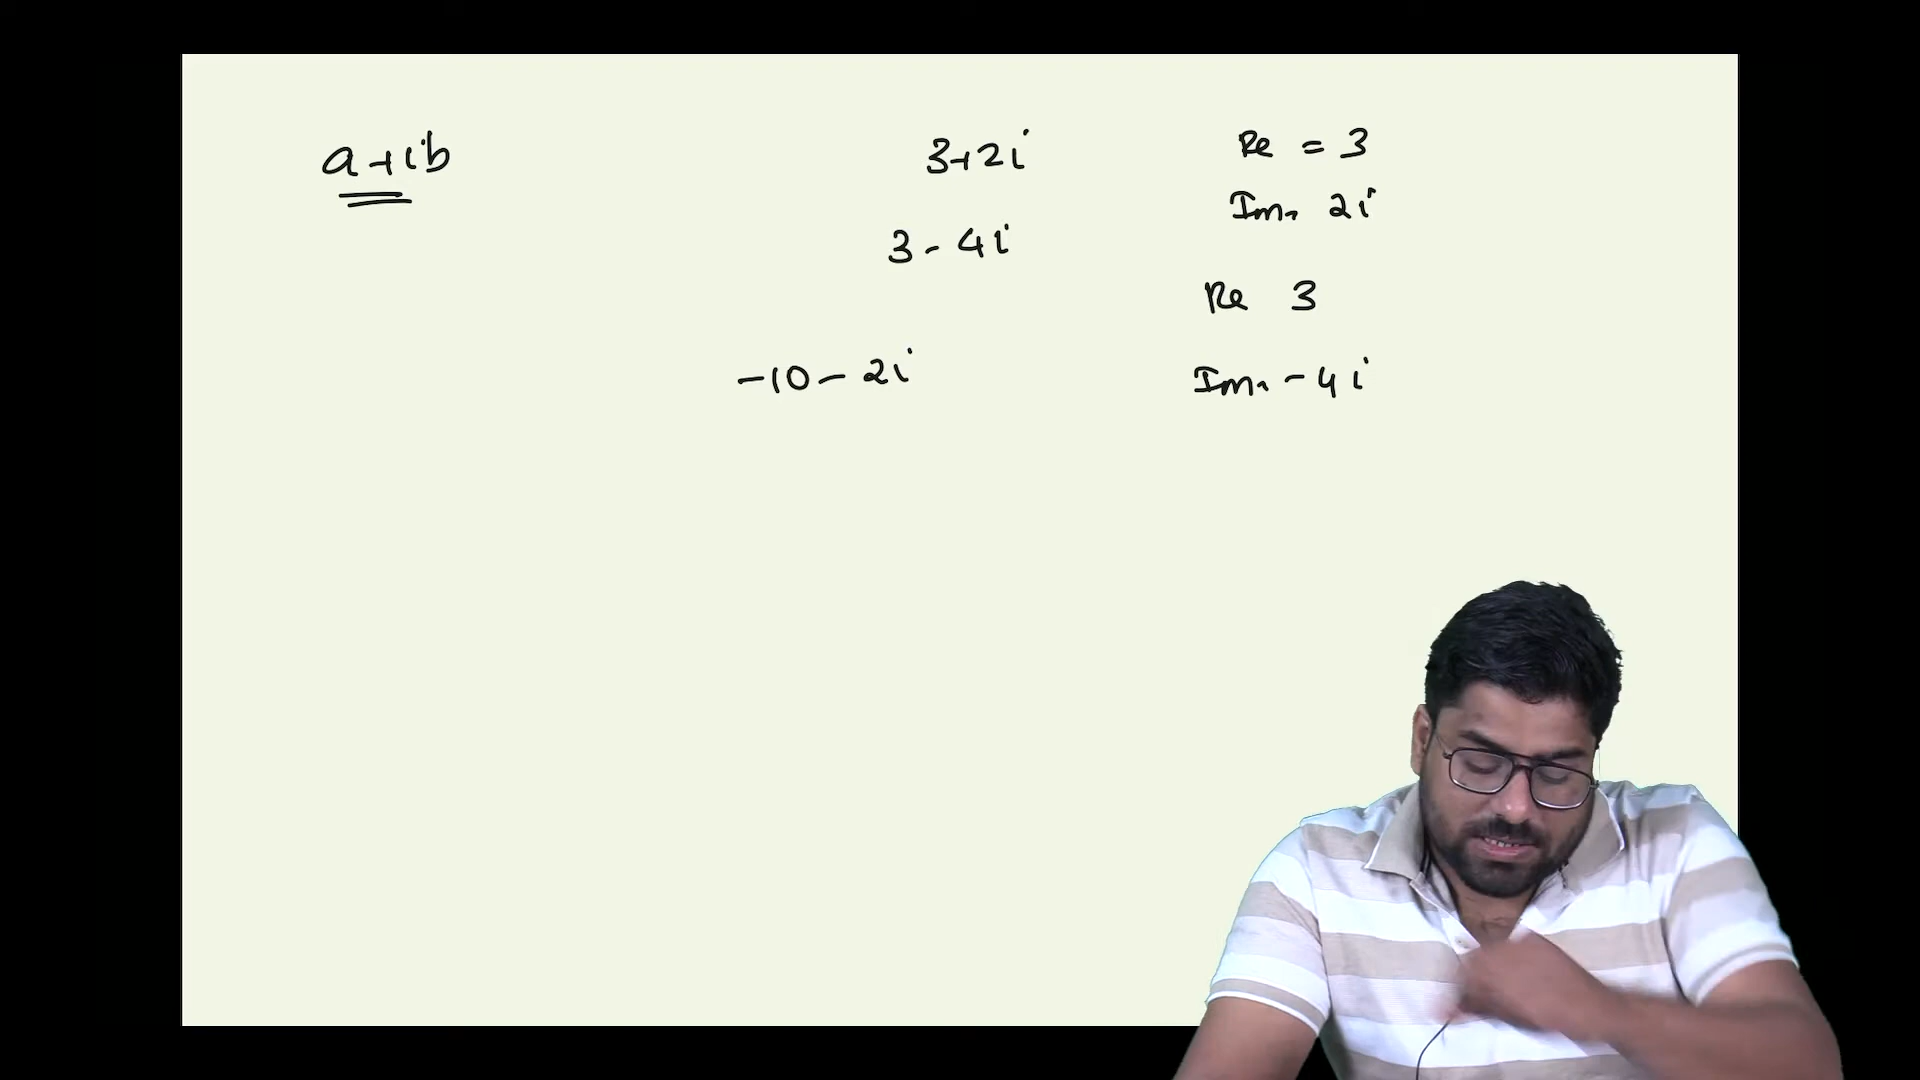 a+ib
3+2i
Re = 3
Im. 2i
3 - 4i
Re 3
-10 - 2i
Im. -4i